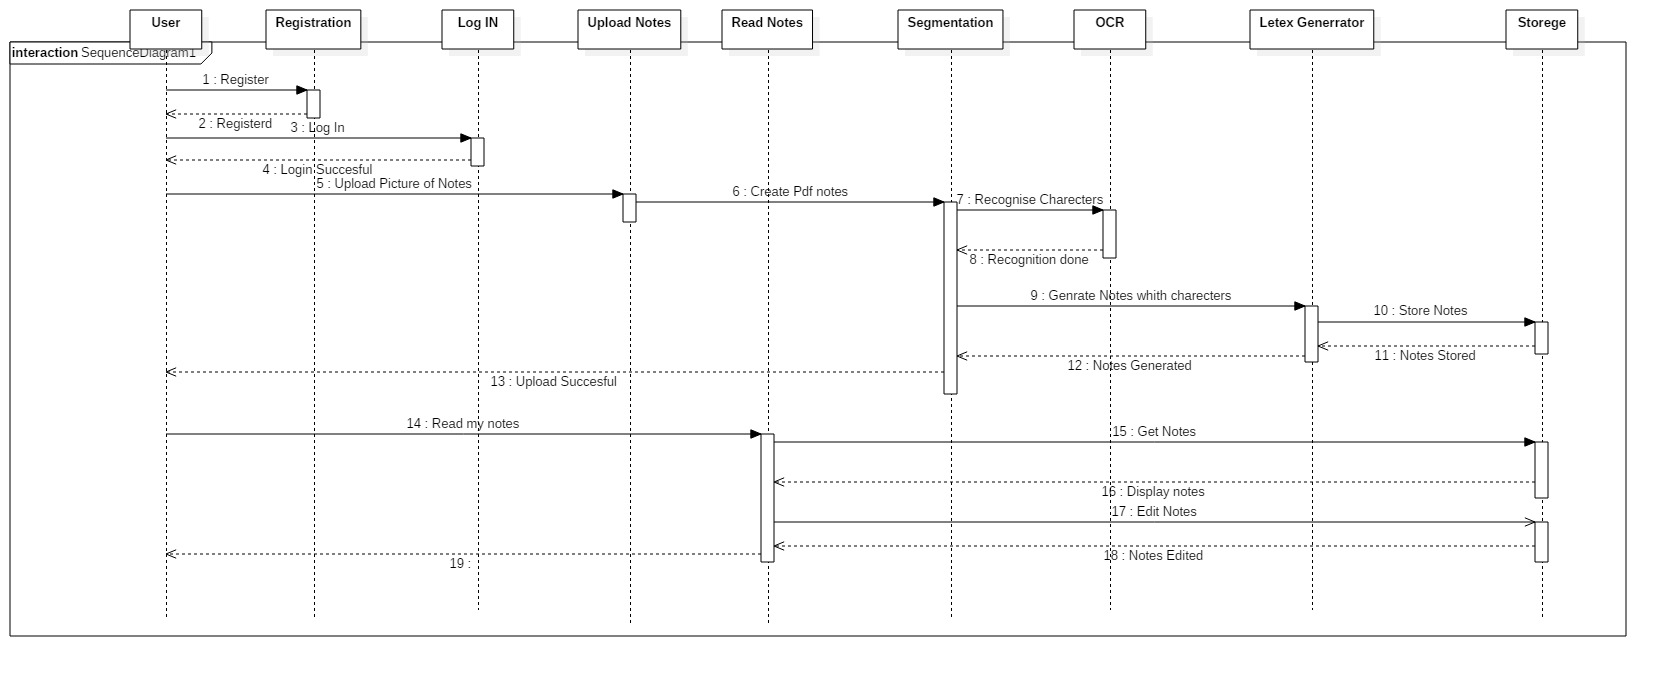 User
Registration
Log IN
Upload Notes
Read Notes
Segmentation
OCR
Letex Generrator
Storege
interaction SequenceDiagram1
1 : Register
2 : Registerd
3 : Log In
4 : Login Succesful
5 : Upload Picture of Notes
6 : Create Pdf notes
7 : Recognise Charecters
8 : Recognition done
9 : Genrate Notes whith charecters
10 : Store Notes
11 : Notes Stored
12 : Notes Generated
13 : Upload Succesful
14 : Read my notes
15 : Get Notes
16 : Display notes
17 : Edit Notes
18 : Notes Edited
19 :